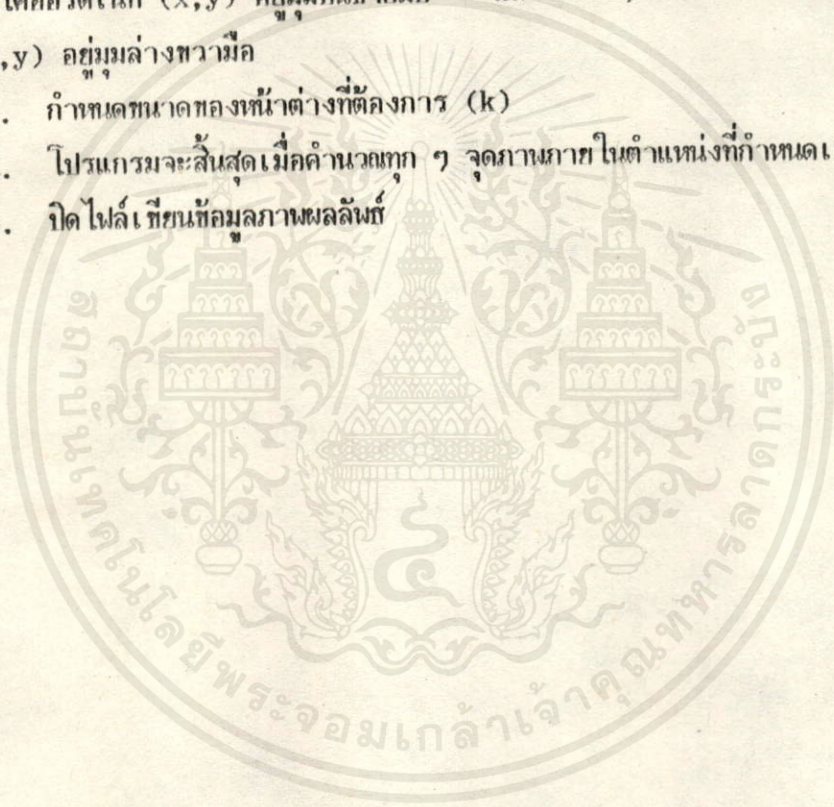 (x,y)
,y) อยู่มุมล่างขวามือ
. กำหนดขนาดของหน้าต่างที่ต้องการ (k)
. โปรแกรมจะสิ้นสุดเมื่อคำนวณทุก ๆ จุดภาพภายในตำแหน่งที่กำหนดเ
. ปิดไฟล์เขียนข้อมูลภาพผลลัพธ์
สถาบันเทคโนโลยีพระจอมเกล้าเจ้าคุณทหารลาดกระบัง